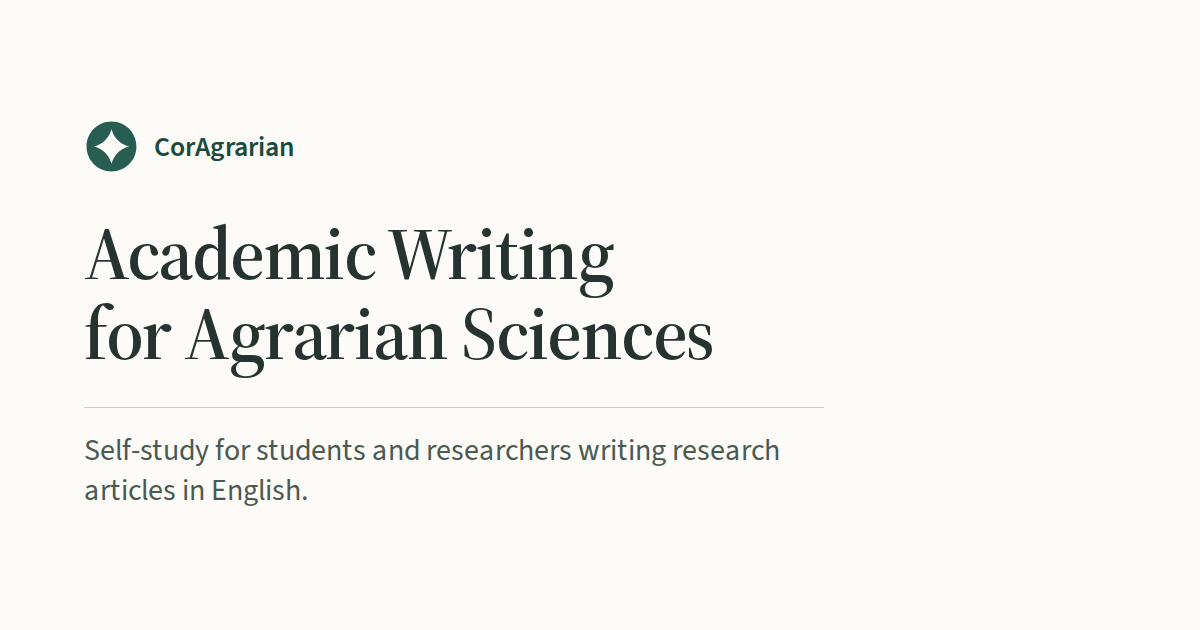 CorAgrarian
Academic Writing
for Agrarian Sciences
Self-study for students and researchers writing research
articles in English.